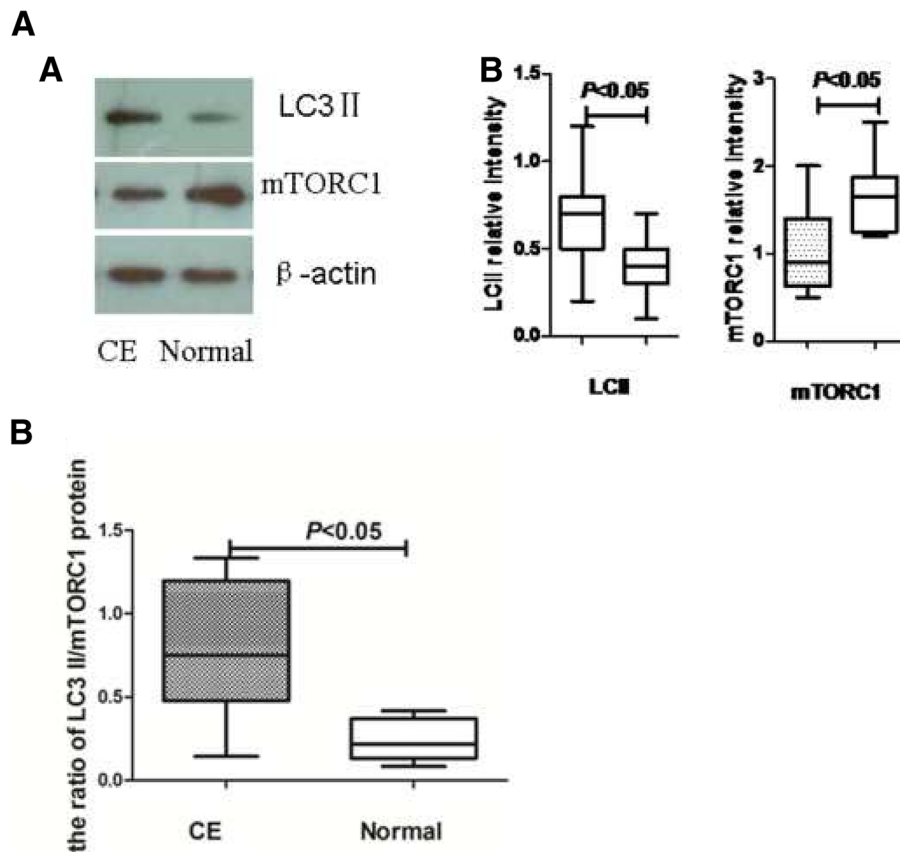 A
A
LC3 II
mTORC1
β-actin
CE Normal
B
LCII relative intensity
1.5
1.0
0.5
0.0
P<0.05
LCII
mTORC1 relative intensity
3
2
1
0
P<0.05
mTORC1
B
the ratio of LC3 II/mTORC1 protein
1.5
1.0
0.5
0.0
P<0.05
CE Normal